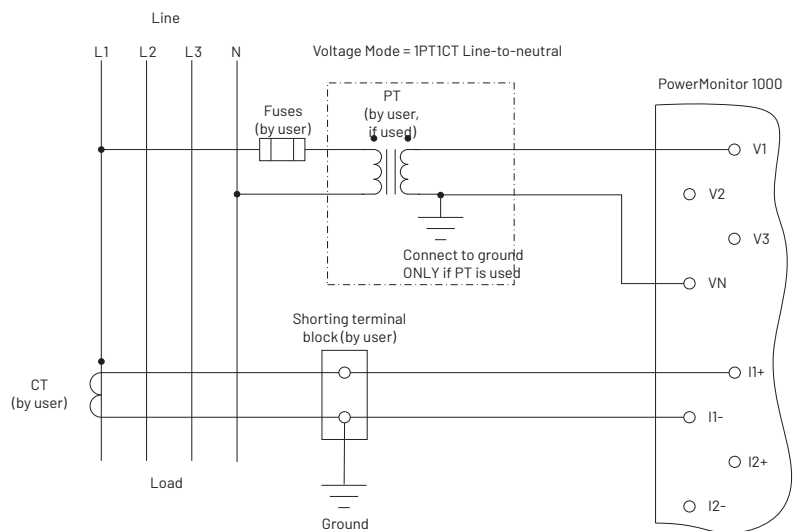 Line
L1 L2 L3 N
Voltage Mode = 1PT1CT Line-to-neutral
PowerMonitor 1000
PT
(by user,
if used)
Fuses
(by user)
V1
V2
V3
Connect to ground
ONLY if PT is used
VN
Shorting terminal
block (by user)
CT
(by user)
I1+
I1-
I2+
Load
I2-
Ground